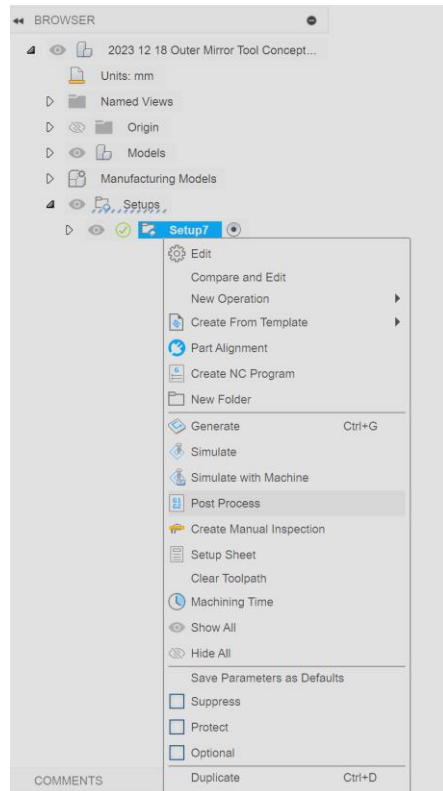 BROWSER
2023 12 18 Outer Mirror Tool Concept...
Units: mm
Named Views
Origin
Models
Manufacturing Models
Setups
Setup7
Edit
Compare and Edit
New Operation
Create From Template
Part Alignment
Create NC Program
New Folder
Generate Ctrl+G
Simulate
Simulate with Machine
Post Process
Create Manual Inspection
Setup Sheet
Clear Toolpath
Machining Time
Show All
Hide All
Save Parameters as Defaults
Suppress
Protect
Optional
COMMENTS Duplicate Ctrl+D